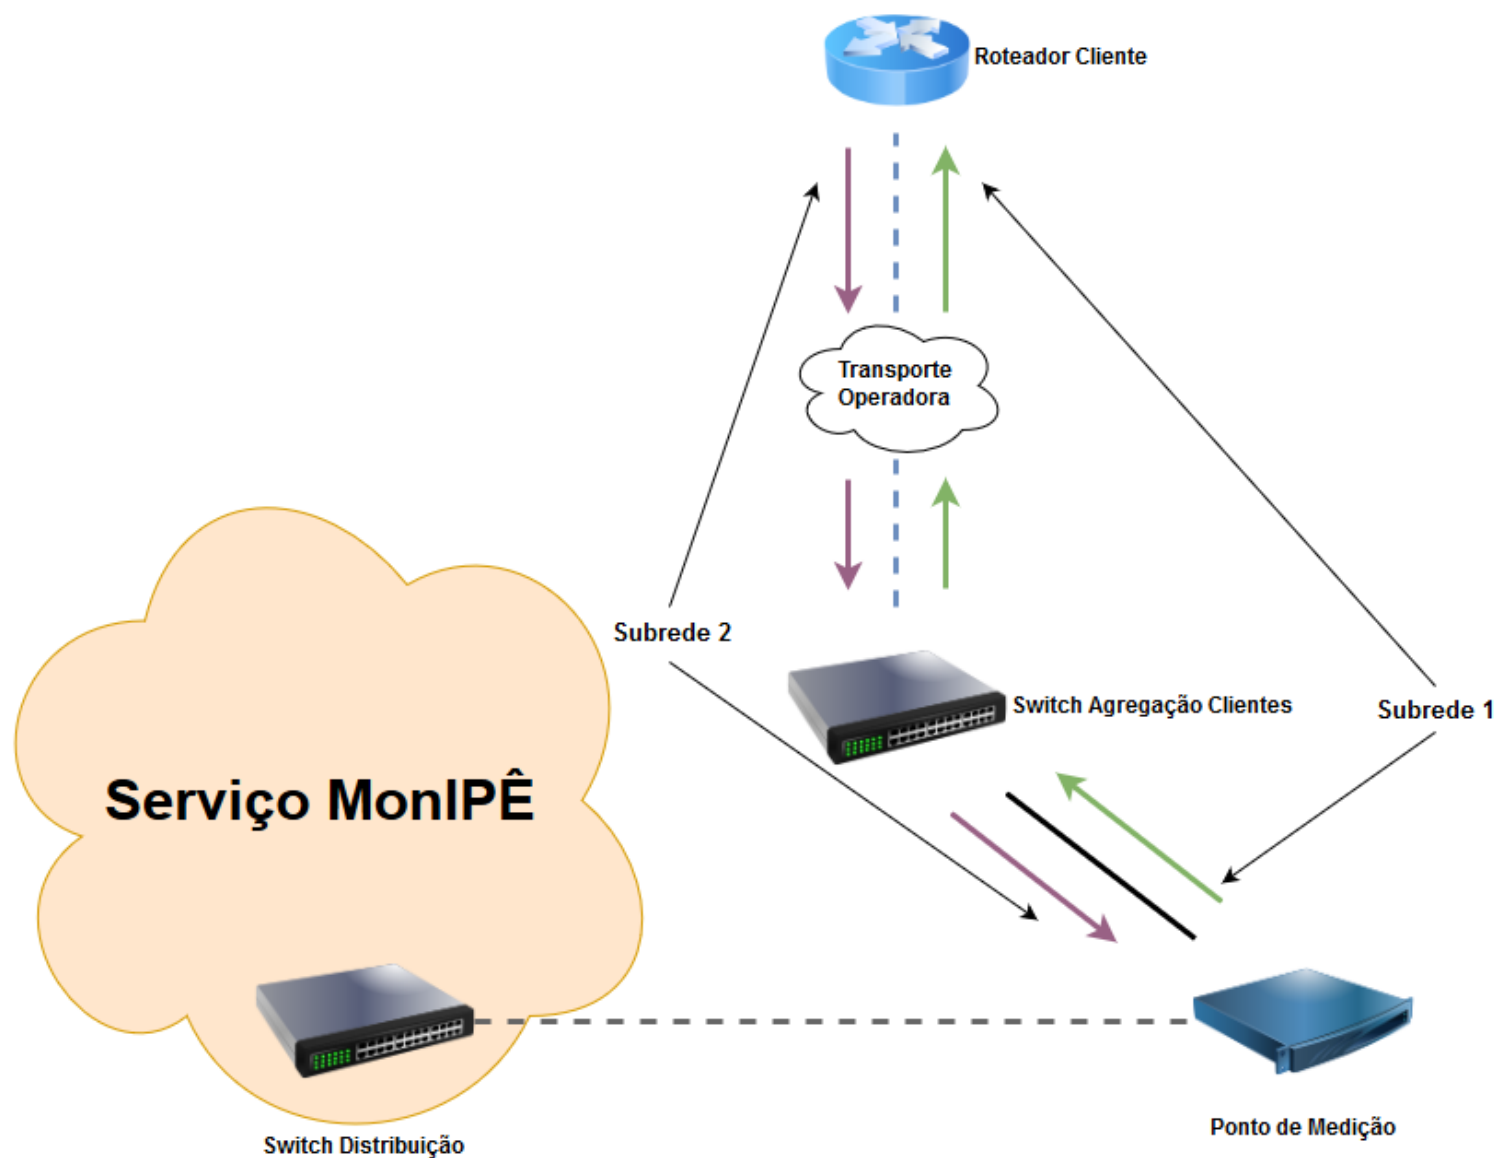 Roteador Cliente
Transporte
Operadora
Subrede 2
Switch Agregação Clientes
Subrede 1
Serviço MonIPÊ
Ponto de Medição
Switch Distribuição